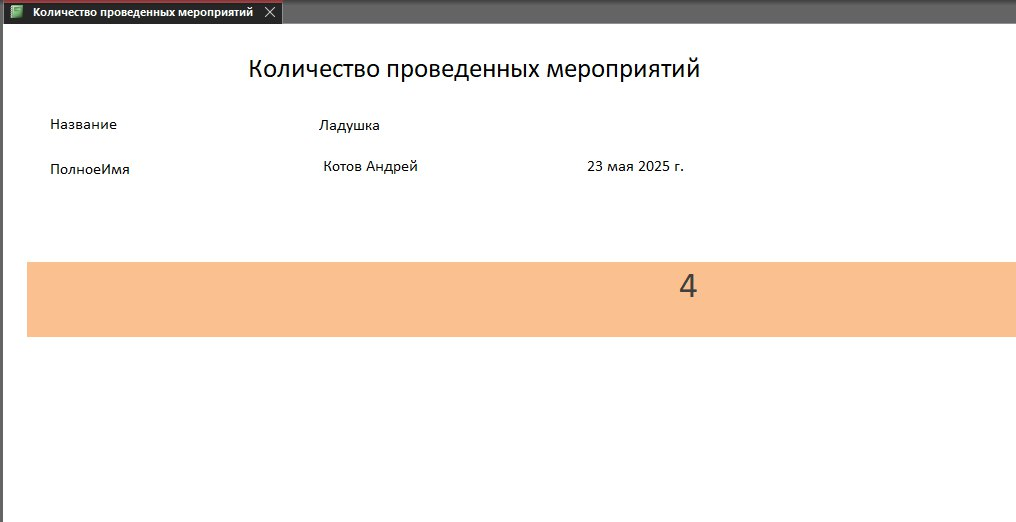 Количество проведенных мероприятий
Количество проведенных мероприятий
Название Ладушка
ПолноеИмя Котов Андрей 23 мая 2025 г.
4